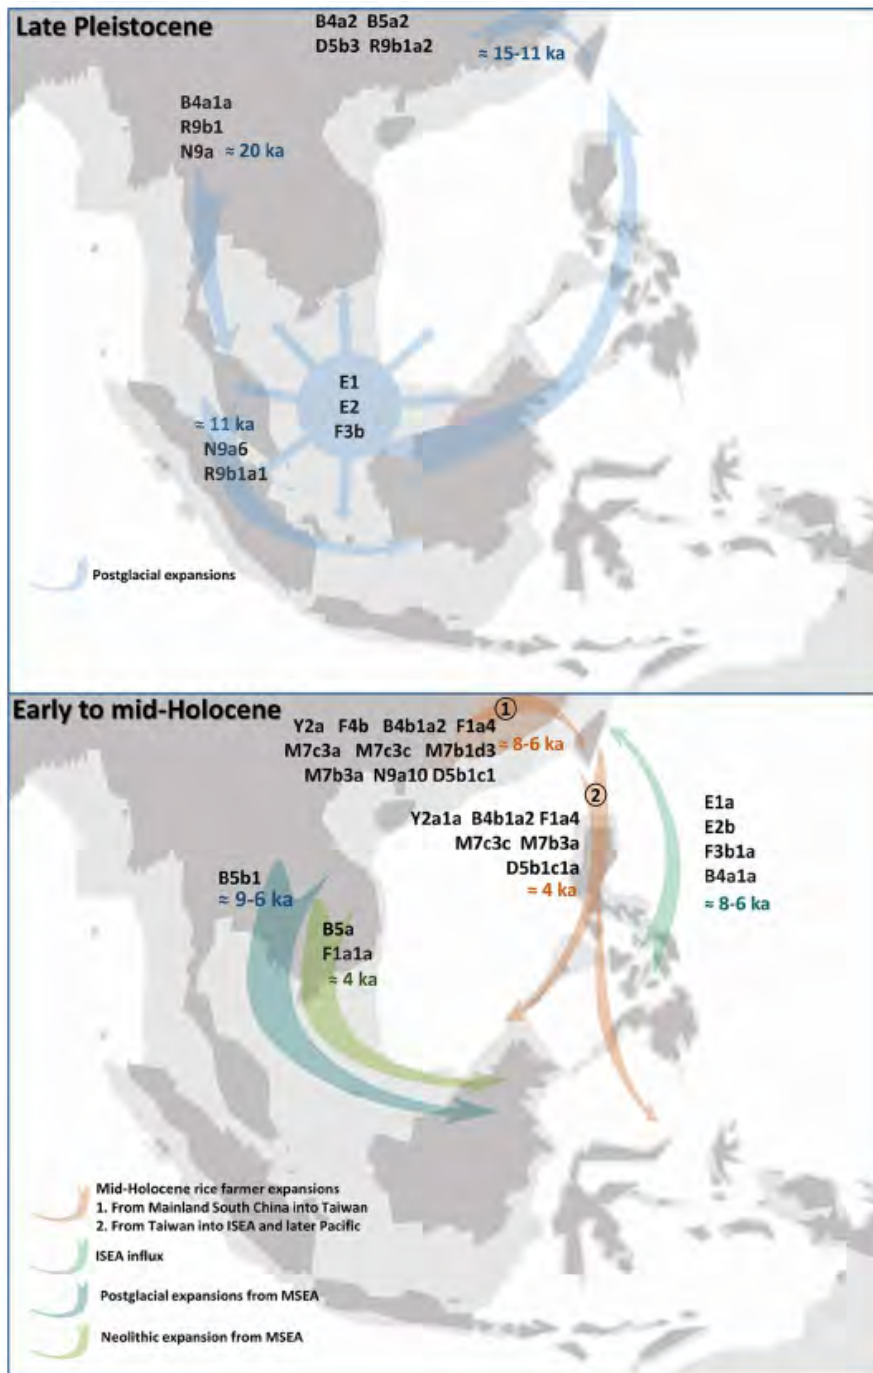 Late Pleistocene
B4a2 B5a2
D5b3 R9b1a2
≈ 15-11 ka
B4a1a
R9b1
N9a ≈ 20 ka
E1
E2
F3b
≈ 11 ka
N9a6
R9b1a1
Postglacial expansions
Early to mid-Holocene
①
Y2a F4b B4b1a2 F1a4
M7c3a M7c3c M7b1d3
M7b3a N9a10 D5b1c1
≈ 8-6 ka
②
Y2a1a B4b1a2 F1a4
M7c3c M7b3a
D5b1c1a
≈ 4 ka
E1a
E2b
F3b1a
B4a1a
≈ 8-6 ka
B5b1
≈ 9-6 ka
B5a
F1a1a
≈ 4 ka
Mid-Holocene rice farmer expansions
1. From Mainland South China into Taiwan
2. From Taiwan into ISEA and later Pacific
ISEA influx
Postglacial expansions from MSEA
Neolithic expansion from MSEA